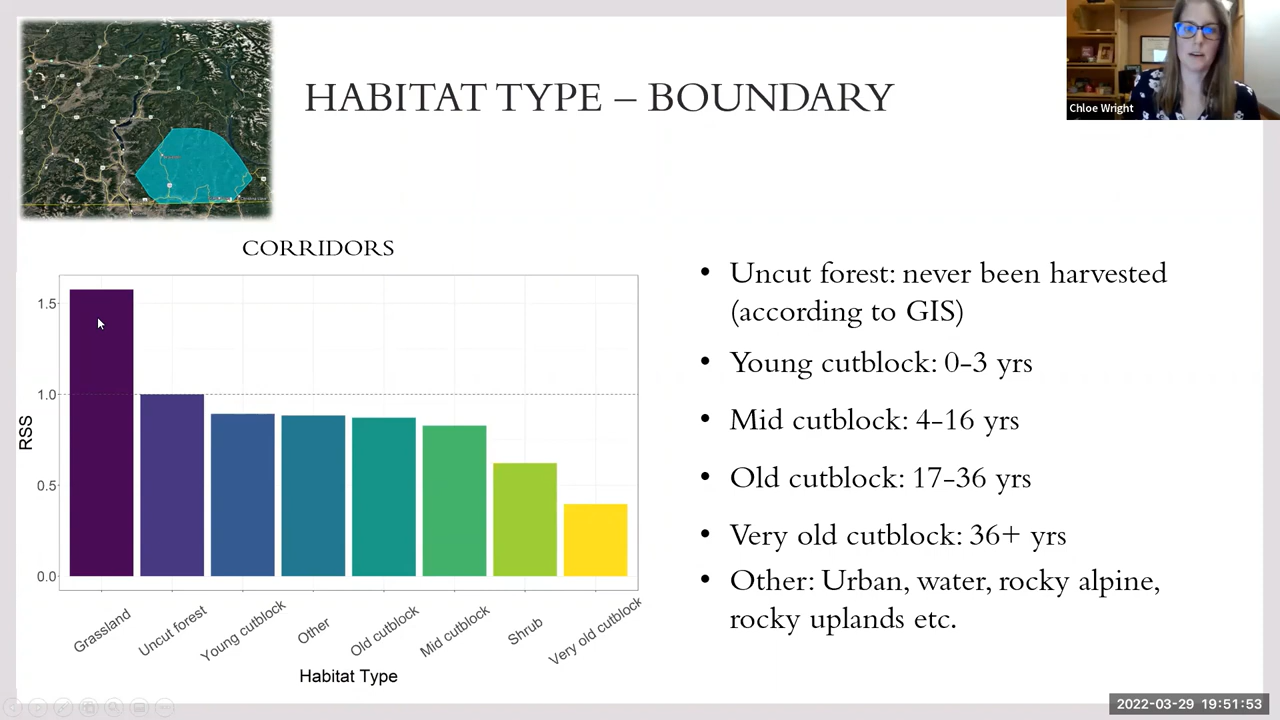 HABITAT TYPE – BOUNDARY
Chloe Wright
CORRIDORS
1.5
1.0
0.5
0.0
RSS
Grassland
Uncut forest
Young cutblock
Other
Old cutblock
Mid cutblock
Shrub
Very old cutblock
Habitat Type
• Uncut forest: never been harvested
(according to GIS)
• Young cutblock: 0-3 yrs
• Mid cutblock: 4-16 yrs
• Old cutblock: 17-36 yrs
• Very old cutblock: 36+ yrs
• Other: Urban, water, rocky alpine,
rocky uplands etc.
2022-03-29 19:51:53